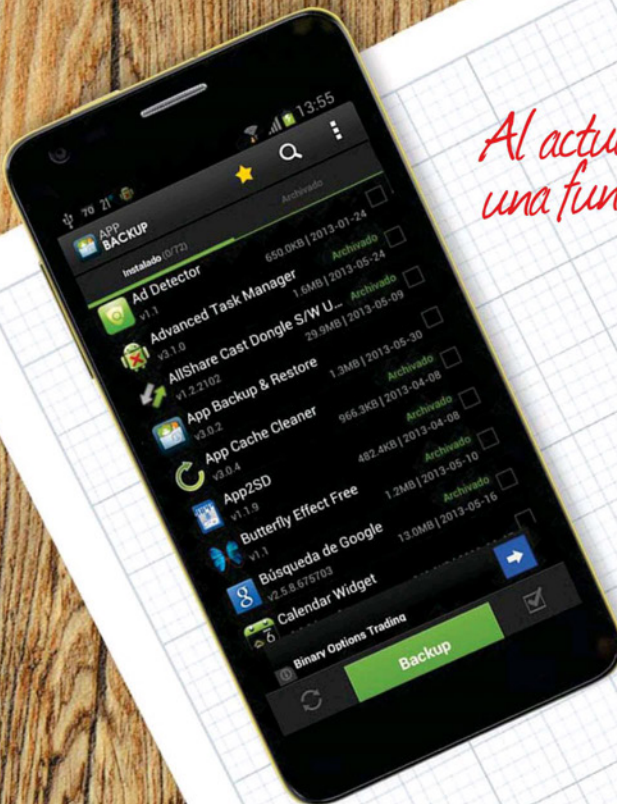 13:55
70 21°
APP
BACKUP
Instalado (0/72)
Archivado
Ad Detector
v1.1
650.0KB | 2013-01-24
Advanced Task Manager
Archivado
v3.1.0
1.6MB | 2013-05-24
AllShare Cast Dongle S/W U...
Archivado
v1.2.2102
29.9MB | 2013-05-09
App Backup & Restore
v3.0.2
1.3MB | 2013-05-30
App Cache Cleaner
Archivado
v3.0.4
966.3KB | 2013-04-08
App2SD
Archivado
v1.1.9
482.4KB | 2013-04-08
Butterfly Effect Free
Archivado
v1.1
1.2MB | 2013-05-10
Búsqueda de Google
Archivado
v2.5.8.675703
13.0MB | 2013-05-16
Calendar Widget
Binary Options Trading
Backup
Al actu
una fun